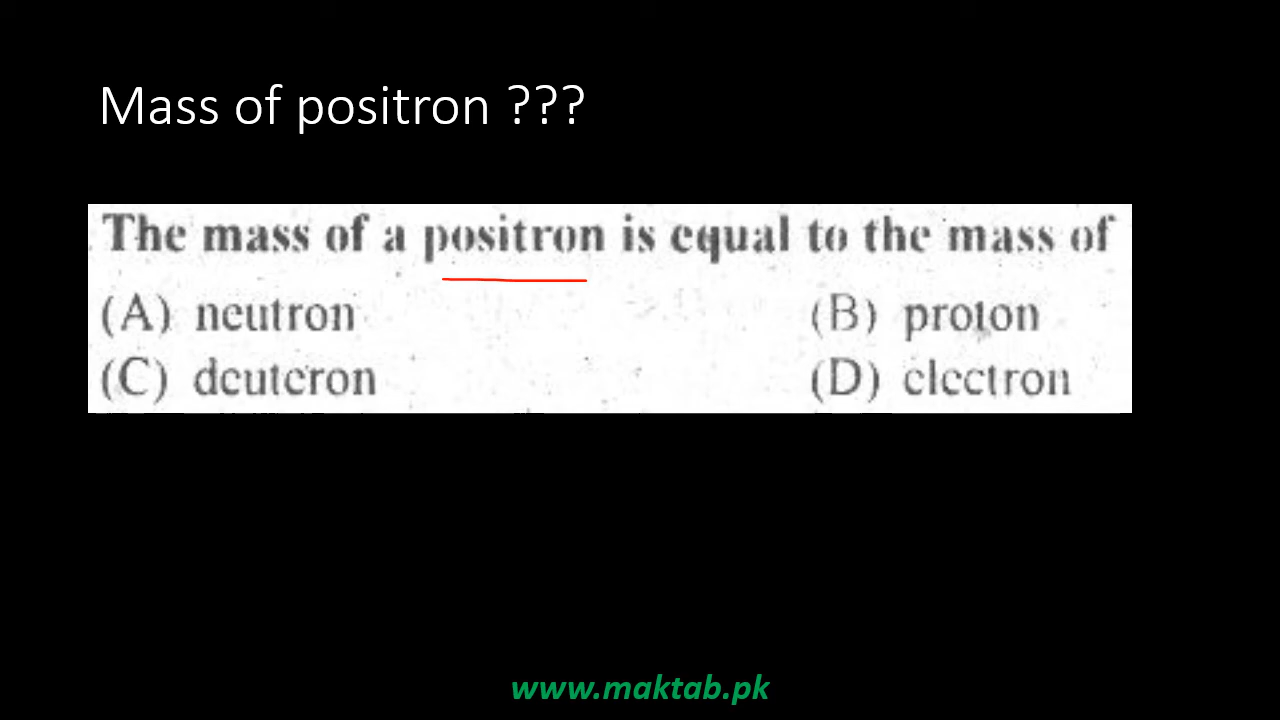 Mass of positron ???
The mass of a positron is equal to the mass of
(A) neutron (B) proton
(C) deuteron (D) electron
www.maktab.pk